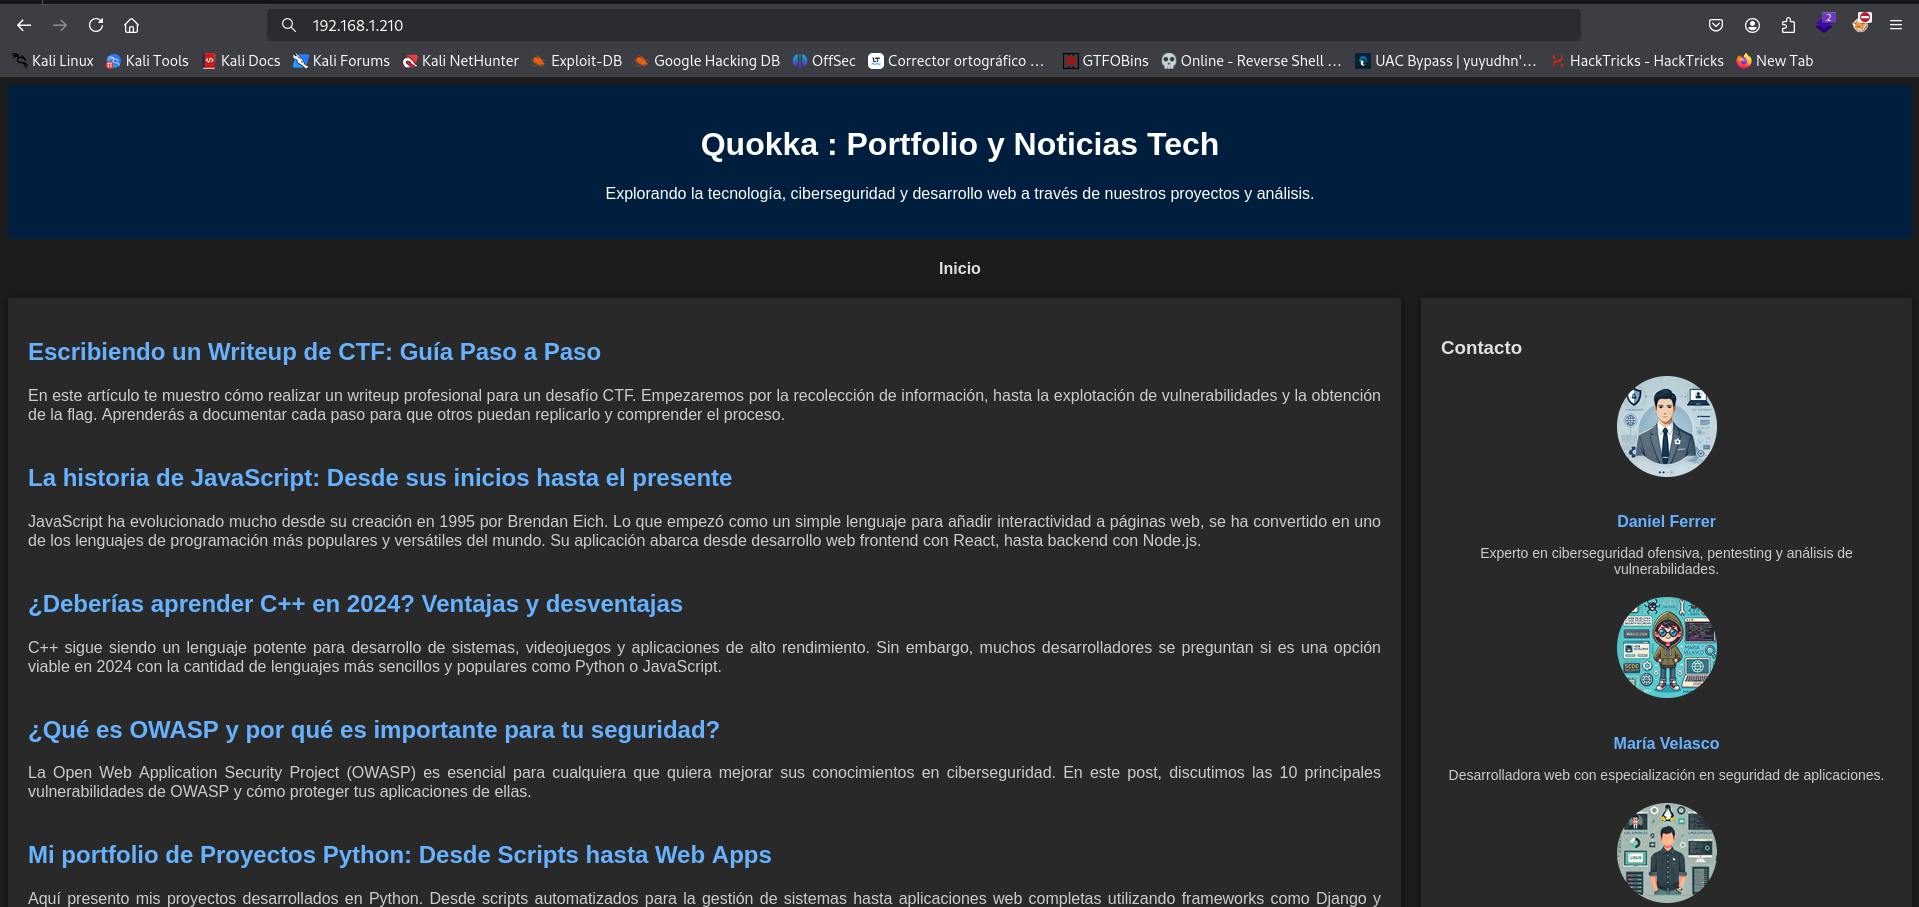 192.168.1.210
2
Kali Linux
Kali Tools
Kali Docs
Kali Forums
Kali NetHunter
Exploit-DB
Google Hacking DB
OffSec
Corrector ortográfico …
GTFOBins
Online - Reverse Shell …
UAC Bypass | yuyudhn'…
HackTricks - HackTricks
New Tab
Quokka : Portfolio y Noticias Tech
Explorando la tecnología, ciberseguridad y desarrollo web a través de nuestros proyectos y análisis.
Inicio
Escribiendo un Writeup de CTF: Guía Paso a Paso
En este artículo te muestro cómo realizar un writeup profesional para un desafío CTF. Empezaremos por la recolección de información, hasta la explotación de vulnerabilidades y la obtención
de la flag. Aprenderás a documentar cada paso para que otros puedan replicarlo y comprender el proceso.
La historia de JavaScript: Desde sus inicios hasta el presente
JavaScript ha evolucionado mucho desde su creación en 1995 por Brendan Eich. Lo que empezó como un simple lenguaje para añadir interactividad a páginas web, se ha convertido en uno
de los lenguajes de programación más populares y versátiles del mundo. Su aplicación abarca desde desarrollo web frontend con React, hasta backend con Node.js.
¿Deberías aprender C++ en 2024? Ventajas y desventajas
C++ sigue siendo un lenguaje potente para desarrollo de sistemas, videojuegos y aplicaciones de alto rendimiento. Sin embargo, muchos desarrolladores se preguntan si es una opción
viable en 2024 con la cantidad de lenguajes más sencillos y populares como Python o JavaScript.
¿Qué es OWASP y por qué es importante para tu seguridad?
La Open Web Application Security Project (OWASP) es esencial para cualquiera que quiera mejorar sus conocimientos en ciberseguridad. En este post, discutimos las 10 principales
vulnerabilidades de OWASP y cómo proteger tus aplicaciones de ellas.
Mi portfolio de Proyectos Python: Desde Scripts hasta Web Apps
Aquí presento mis proyectos desarrollados en Python. Desde scripts automatizados para la gestión de sistemas hasta aplicaciones web completas utilizando frameworks como Django y
Contacto
Daniel Ferrer
Experto en ciberseguridad ofensiva, pentesting y análisis de
vulnerabilidades.
María Velasco
Desarrolladora web con especialización en seguridad de aplicaciones.
LINUX